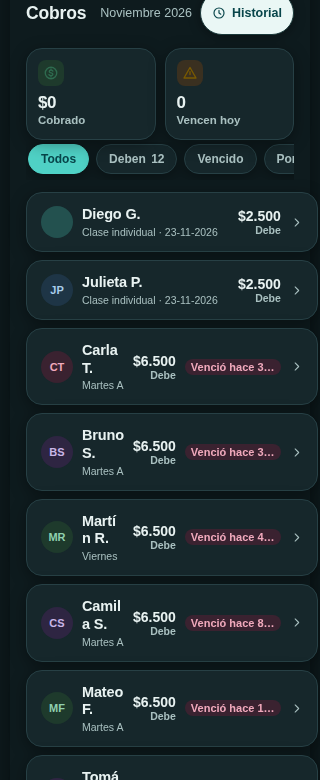 Cobros Noviembre 2026 Historial
$0
Cobrado
0
Vencen hoy
Todos Deben 12 Vencido
Diego G.
Clase individual · 23-11-2026
$2.500
Debe
JP
Julieta P.
Clase individual · 23-11-2026
$2.500
Debe
CT
Carla
T.
Martes A
$6.500
Debe
Venció hace 3…
BS
Bruno
S.
Martes A
$6.500
Debe
Venció hace 3…
MR
Martí
n R.
Viernes
$6.500
Debe
Venció hace 4…
CS
Camil
a S.
Martes A
$6.500
Debe
Venció hace 8…
MF
Mateo
F.
Martes A
$6.500
Debe
Venció hace 1…
Tomá